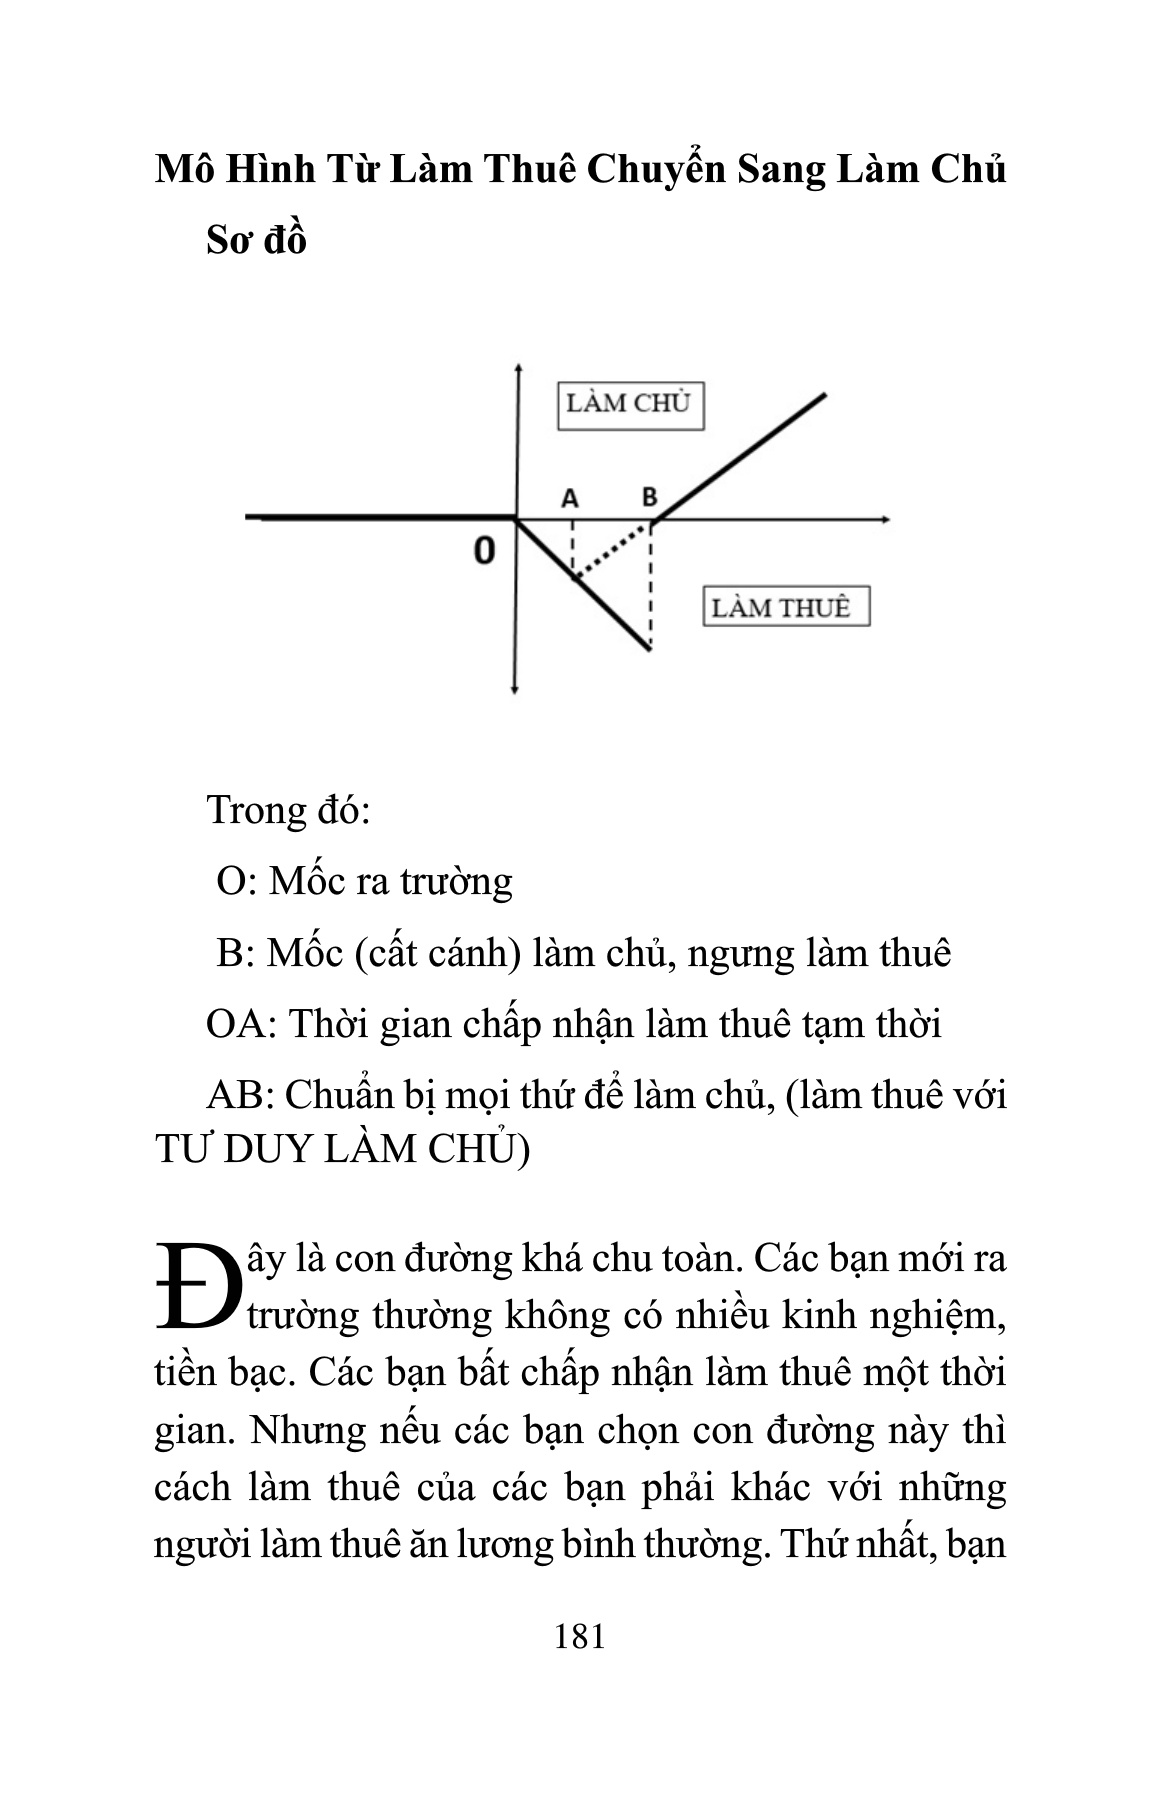 Mô Hình Từ Làm Thuê Chuyển Sang Làm Chủ
Sơ đồ
LÀM CHỦ
A
B
0
LÀM THUÊ
Trong đó:
O: Mốc ra trường
B: Mốc (cất cánh) làm chủ, ngưng làm thuê
OA: Thời gian chấp nhận làm thuê tạm thời
AB: Chuẩn bị mọi thứ để làm chủ, (làm thuê với
TƯ DUY LÀM CHỦ)
Đây là con đường khá chu toàn. Các bạn mới ra
trường thường không có nhiều kinh nghiệm,
tiền bạc. Các bạn bất chấp nhận làm thuê một thời
gian. Nhưng nếu các bạn chọn con đường này thì
cách làm thuê của các bạn phải khác với những
người làm thuê ăn lương bình thường. Thứ nhất, bạn
181